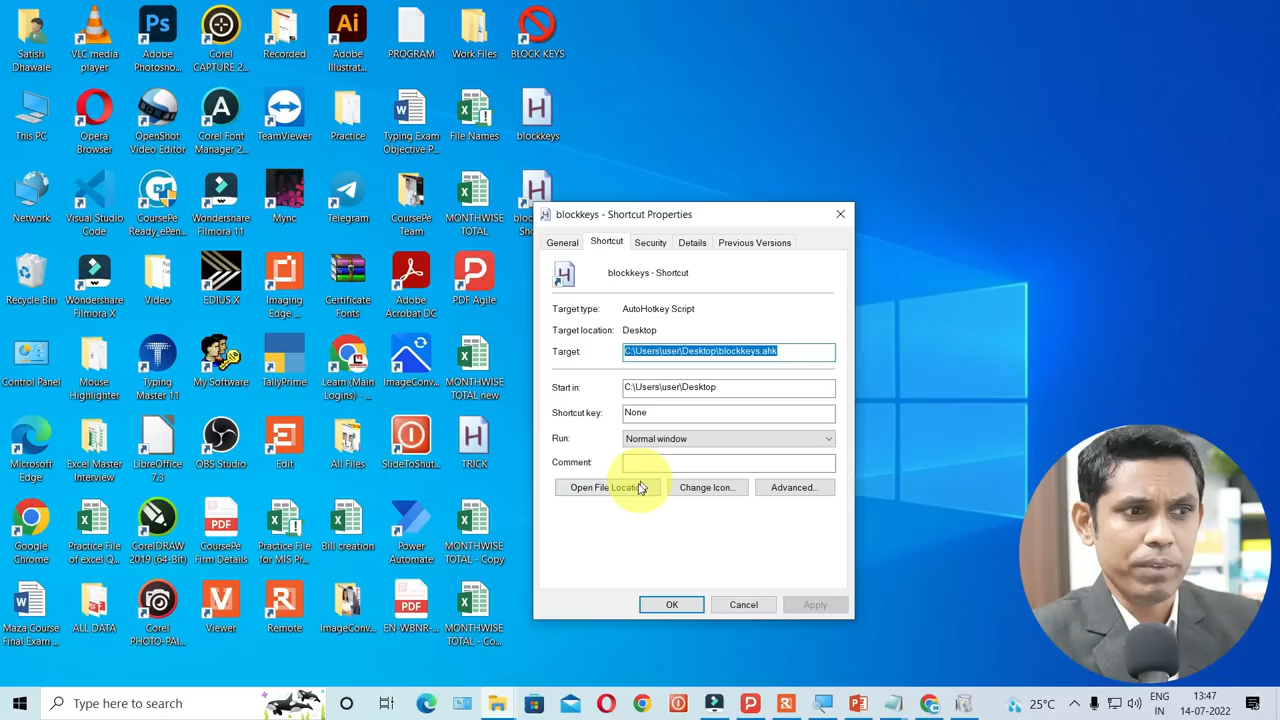 Satish
Dhawale
VLC media
player
Adobe
Photosho...
Corel
CAPTURE 2...
Recorded
Adobe
Illustrat...
PROGRAM
Work Files
BLOCK KEYS
This PC
Opera
Browser
OpenShot
Video Editor
Corel Font
Manager 2...
TeamViewer
Practice
Typing Exam
Objective P...
File Names
blockkeys
Network
Visual Studio
Code
CoursePe
Ready_ePen...
Wondershare
Filmora 11
Mync
Telegram
CoursePe
Team
MONTHWISE
TOTAL
Recycle Bin
Wondershare
Filmora X
Video
EDIUS X
Imaging
Edge ...
Certificate
Fonts
Adobe
Acrobat DC
PDF Agile
Control Panel
Mouse
Highlighter
Typing
Master 11
My Software
TallyPrime
Learn (Main
Logins) - ...
ImageConv...
MONTHWISE
TOTAL new
Microsoft
Edge
Excel Master
Interview
LibreOffice
7.3
OBS Studio
Edit
All Files
SlideToShut...
TRICK
Google
Chrome
Practice File
of excel Q...
CorelDRAW
2019 (64-Bit)
CoursePe
Firm Details
Practice File
for MIS Pr...
Bill creation
Power
Automate
MONTHWISE
TOTAL - Copy
Maza Course
Final Exam ...
ALL DATA
Corel
PHOTO-PAI...
Viewer
Remote
ImageConv...
EN-WBNR-...
MONTHWISE
TOTAL - Co...
blockkeys - Shortcut Properties
General Shortcut Security Details Previous Versions
blockkeys - Shortcut
Target type: AutoHotkey Script
Target location: Desktop
Target: C:\Users\user\Desktop\blockkeys.ahk
Start in: C:\Users\user\Desktop
Shortcut key: None
Run: Normal window
Comment:
Open File Location Change Icon... Advanced...
OK Cancel Apply
Type here to search
25°C
ENG
IN
13:47
14-07-2022